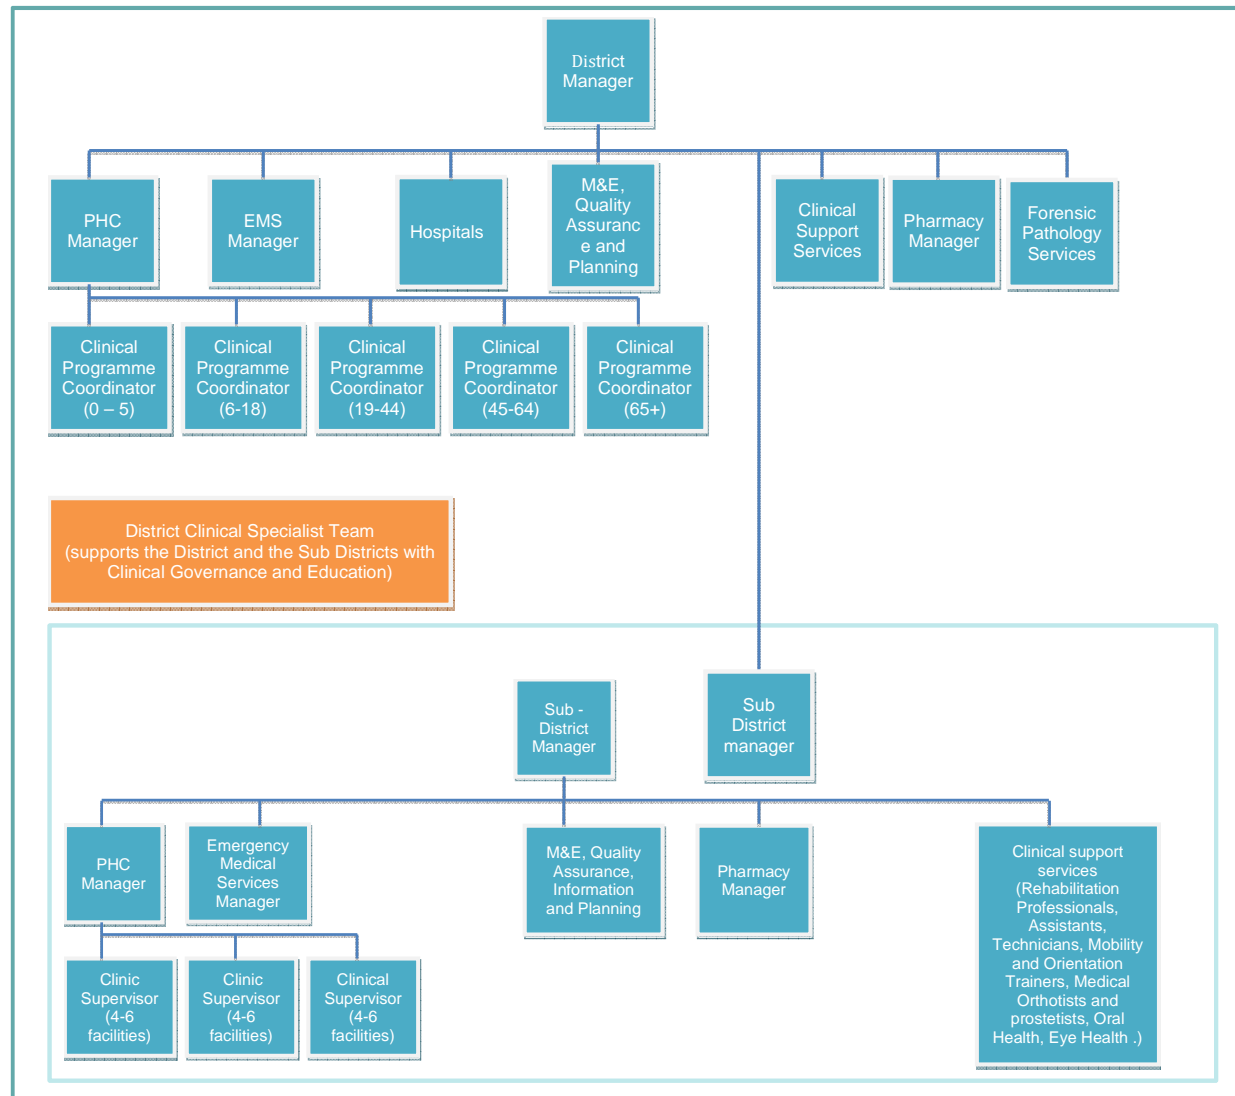 District
Manager
PHC
Manager
EMS
Manager
Hospitals
M&E,
Quality
Assuranc
e and
Planning
Clinical
Support
Services
Pharmacy
Manager
Forensic
Pathology
Services
Clinical
Programme
Coordinator
(0 – 5)
Clinical
Programme
Coordinator
(6-18)
Clinical
Programme
Coordinator
(19-44)
Clinical
Programme
Coordinator
(45-64)
Clinical
Programme
Coordinator
(65+)
District Clinical Specialist Team
(supports the District and the Sub Districts with
Clinical Governance and Education)
Sub -
District
Manager
Sub
District
manager
PHC
Manager
Emergency
Medical
Services
Manager
M&E, Quality
Assurance,
Information
and Planning
Pharmacy
Manager
Clinical support
services
(Rehabilitation
Professionals,
Assistants,
Technicians, Mobility
and Orientation
Trainers, Medical
Orthotists and
prostetists, Oral
Health, Eye Health .)
Clinic
Supervisor
(4-6
facilities)
Clinic
Supervisor
(4-6
facilities)
Clinical
Supervisor
(4-6
facilities)